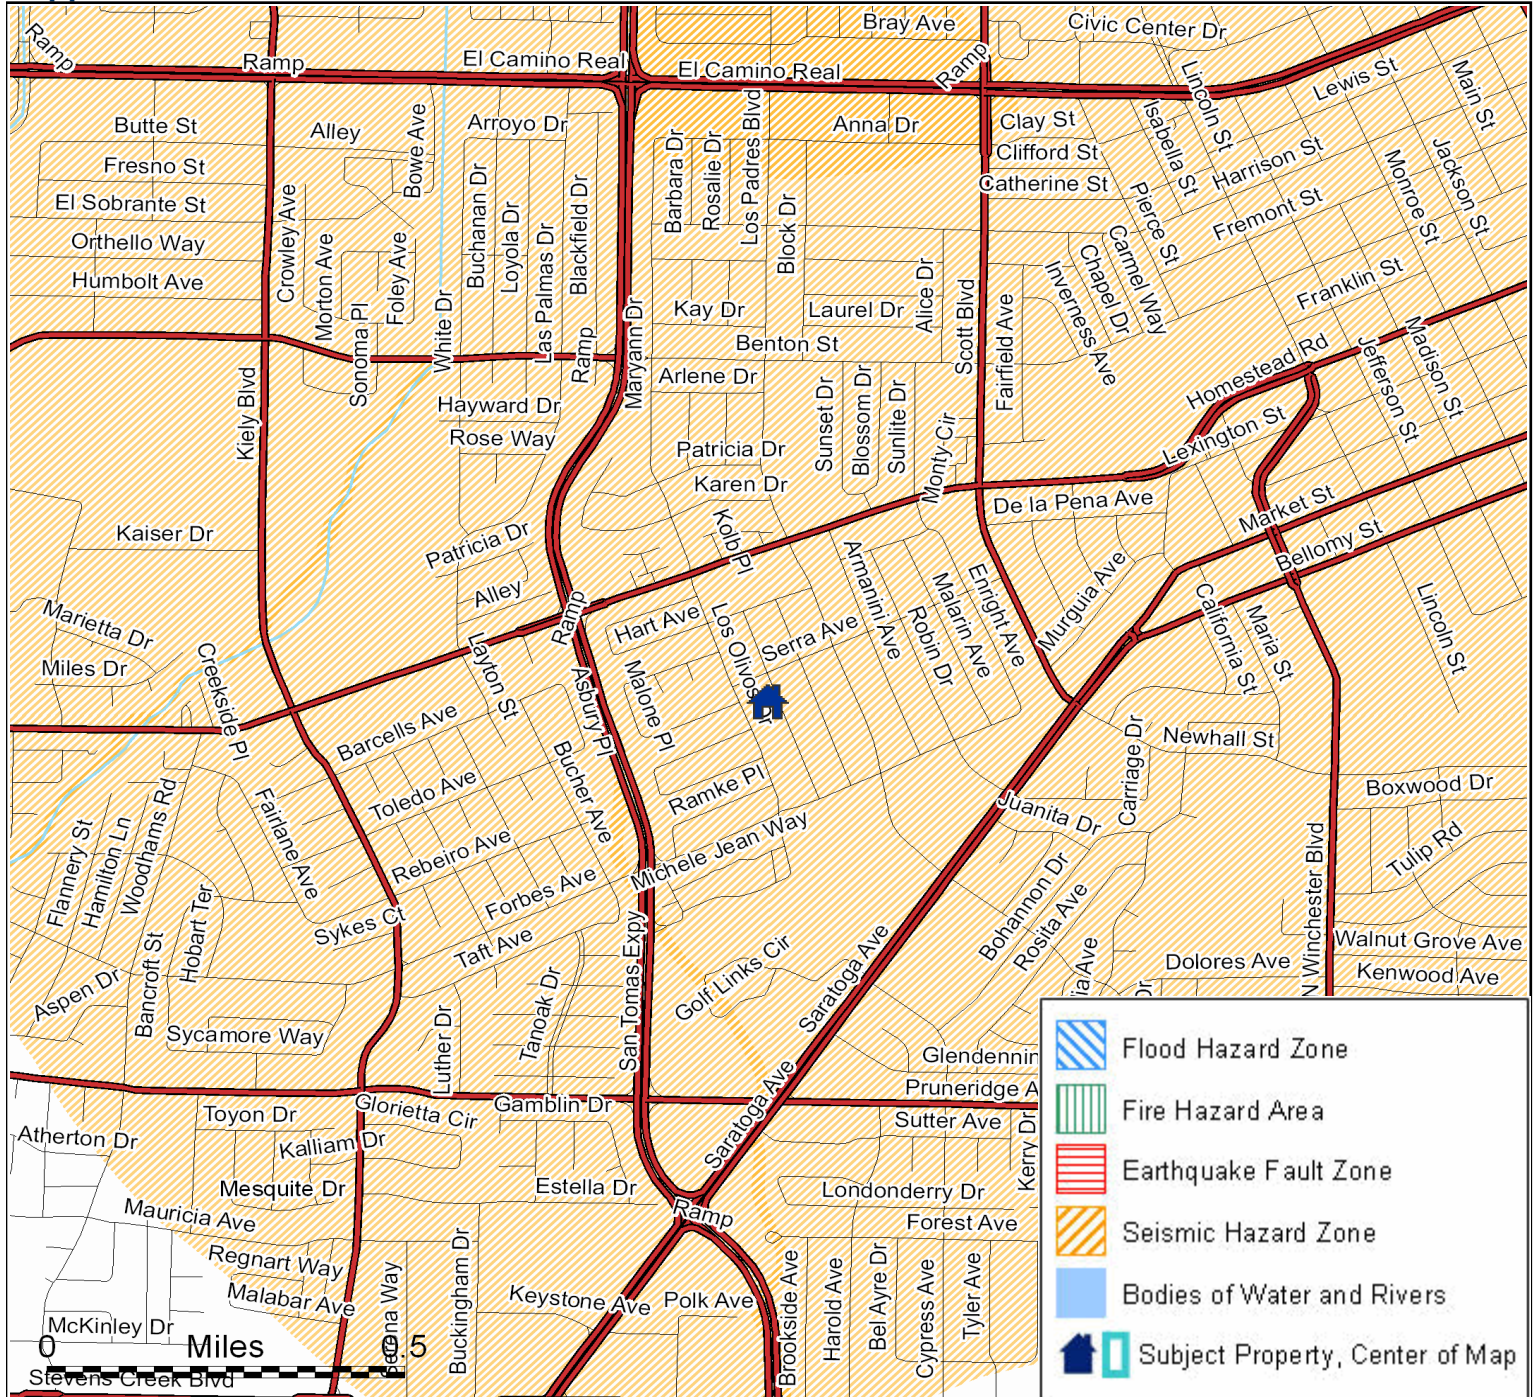 Ramp
Ramp
El Camino Real
El Camino Real
Bray Ave
Ramp
Civic Center Dr
Lewis St
Lincoln St
Main St
Butte St
Alley
Bowe Ave
Arroyo Dr
Barbara Dr
Rosalie Dr
Los Padres Blvd
Anna Dr
Clay St
Isabella St
Clifford St
Harrison St
Jackson St
Monroe St
Fresno St
Catherine St
El Sobrante St
Crowley Ave
Buchanan Dr
Loyola Dr
Blackfield Dr
Block Dr
Pierce St
Fremont St
Orthello Way
Morton Ave
Foley Ave
Las Palmas Dr
Carmel Way
Chapel Dr
Inverness Ave
Franklin St
Humbolt Ave
Sonoma Pl
White Dr
Ramp
Maryann Dr
Kay Dr
Laurel Dr
Alice Dr
Scott Blvd
Fairfield Ave
Benton St
Homestead Rd
Jefferson St
Madison St
Kiely Blvd
Arlene Dr
Hayward Dr
Rose Way
Sunset Dr
Blossom Dr
Sunlite Dr
Monty Cir
Lexington St
Patricia Dr
Karen Dr
De la Pena Ave
Market St
Kaiser Dr
Patricia Dr
Kolb Pl
Bellomy St
Alley
Ramp
Armanini Ave
Malarin Ave
Enright Ave
Murguia Ave
California St
Maria St
Lincoln St
Marietta Dr
Hart Ave
Los Olivos Dr
Serra Ave
Robin Dr
Miles Dr
Creekside Pl
Layton St
Asbury Pl
Malone Pl
Barcells Ave
Newhall St
Carriage Dr
Bucher Ave
Toledo Ave
Ramke Pl
Juanita Dr
Boxwood Dr
Flannery St
Hamilton Ln
Woodhams Rd
Fairlane Ave
Rebeiro Ave
Michele Jean Way
Tulip Rd
N Winchester Blvd
Hobart Ter
Forbes Ave
Bohannon Dr
Rosita Ave
Sykes Ct
Taft Ave
San Tomas Expy
Golf Links Cir
Saratoga Ave
Walnut Grove Ave
Dolores Ave
Kenwood Ave
ia Ave
Dr
Aspen Dr
Bancroft St
Tanoak Dr
Sycamore Way
Luther Dr
Glendennin
Pruneridge A
Toyon Dr
Glorietta Cir
Gamblin Dr
Saratoga Ave
Sutter Ave
Kerry Dr
Atherton Dr
Kalliam Dr
Mesquite Dr
Estella Dr
Londonderry Dr
Ramp
Forest Ave
Mauricia Ave
Regnart Way
Malabar Ave
Buckingham Dr
Keystone Ave
Polk Ave
Brookside Ave
Harold Ave
Bel Ayre Dr
Cypress Ave
Tyler Ave
McKinley Dr
0
Miles
0.5
Stevens Creek Blvd
Flood Hazard Zone
Fire Hazard Area
Earthquake Fault Zone
Seismic Hazard Zone
Bodies of Water and Rivers
Subject Property, Center of Map